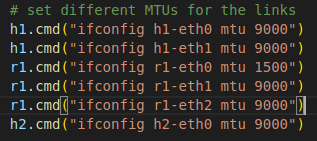 # set different MTUs for the links
h1.cmd("ifconfig h1-eth0 mtu 9000")
h1.cmd("ifconfig h1-eth1 mtu 9000")
r1.cmd("ifconfig r1-eth0 mtu 1500")
r1.cmd("ifconfig r1-eth1 mtu 9000")
r1.cmd("ifconfig r1-eth2 mtu 9000")
h2.cmd("ifconfig h2-eth0 mtu 9000")